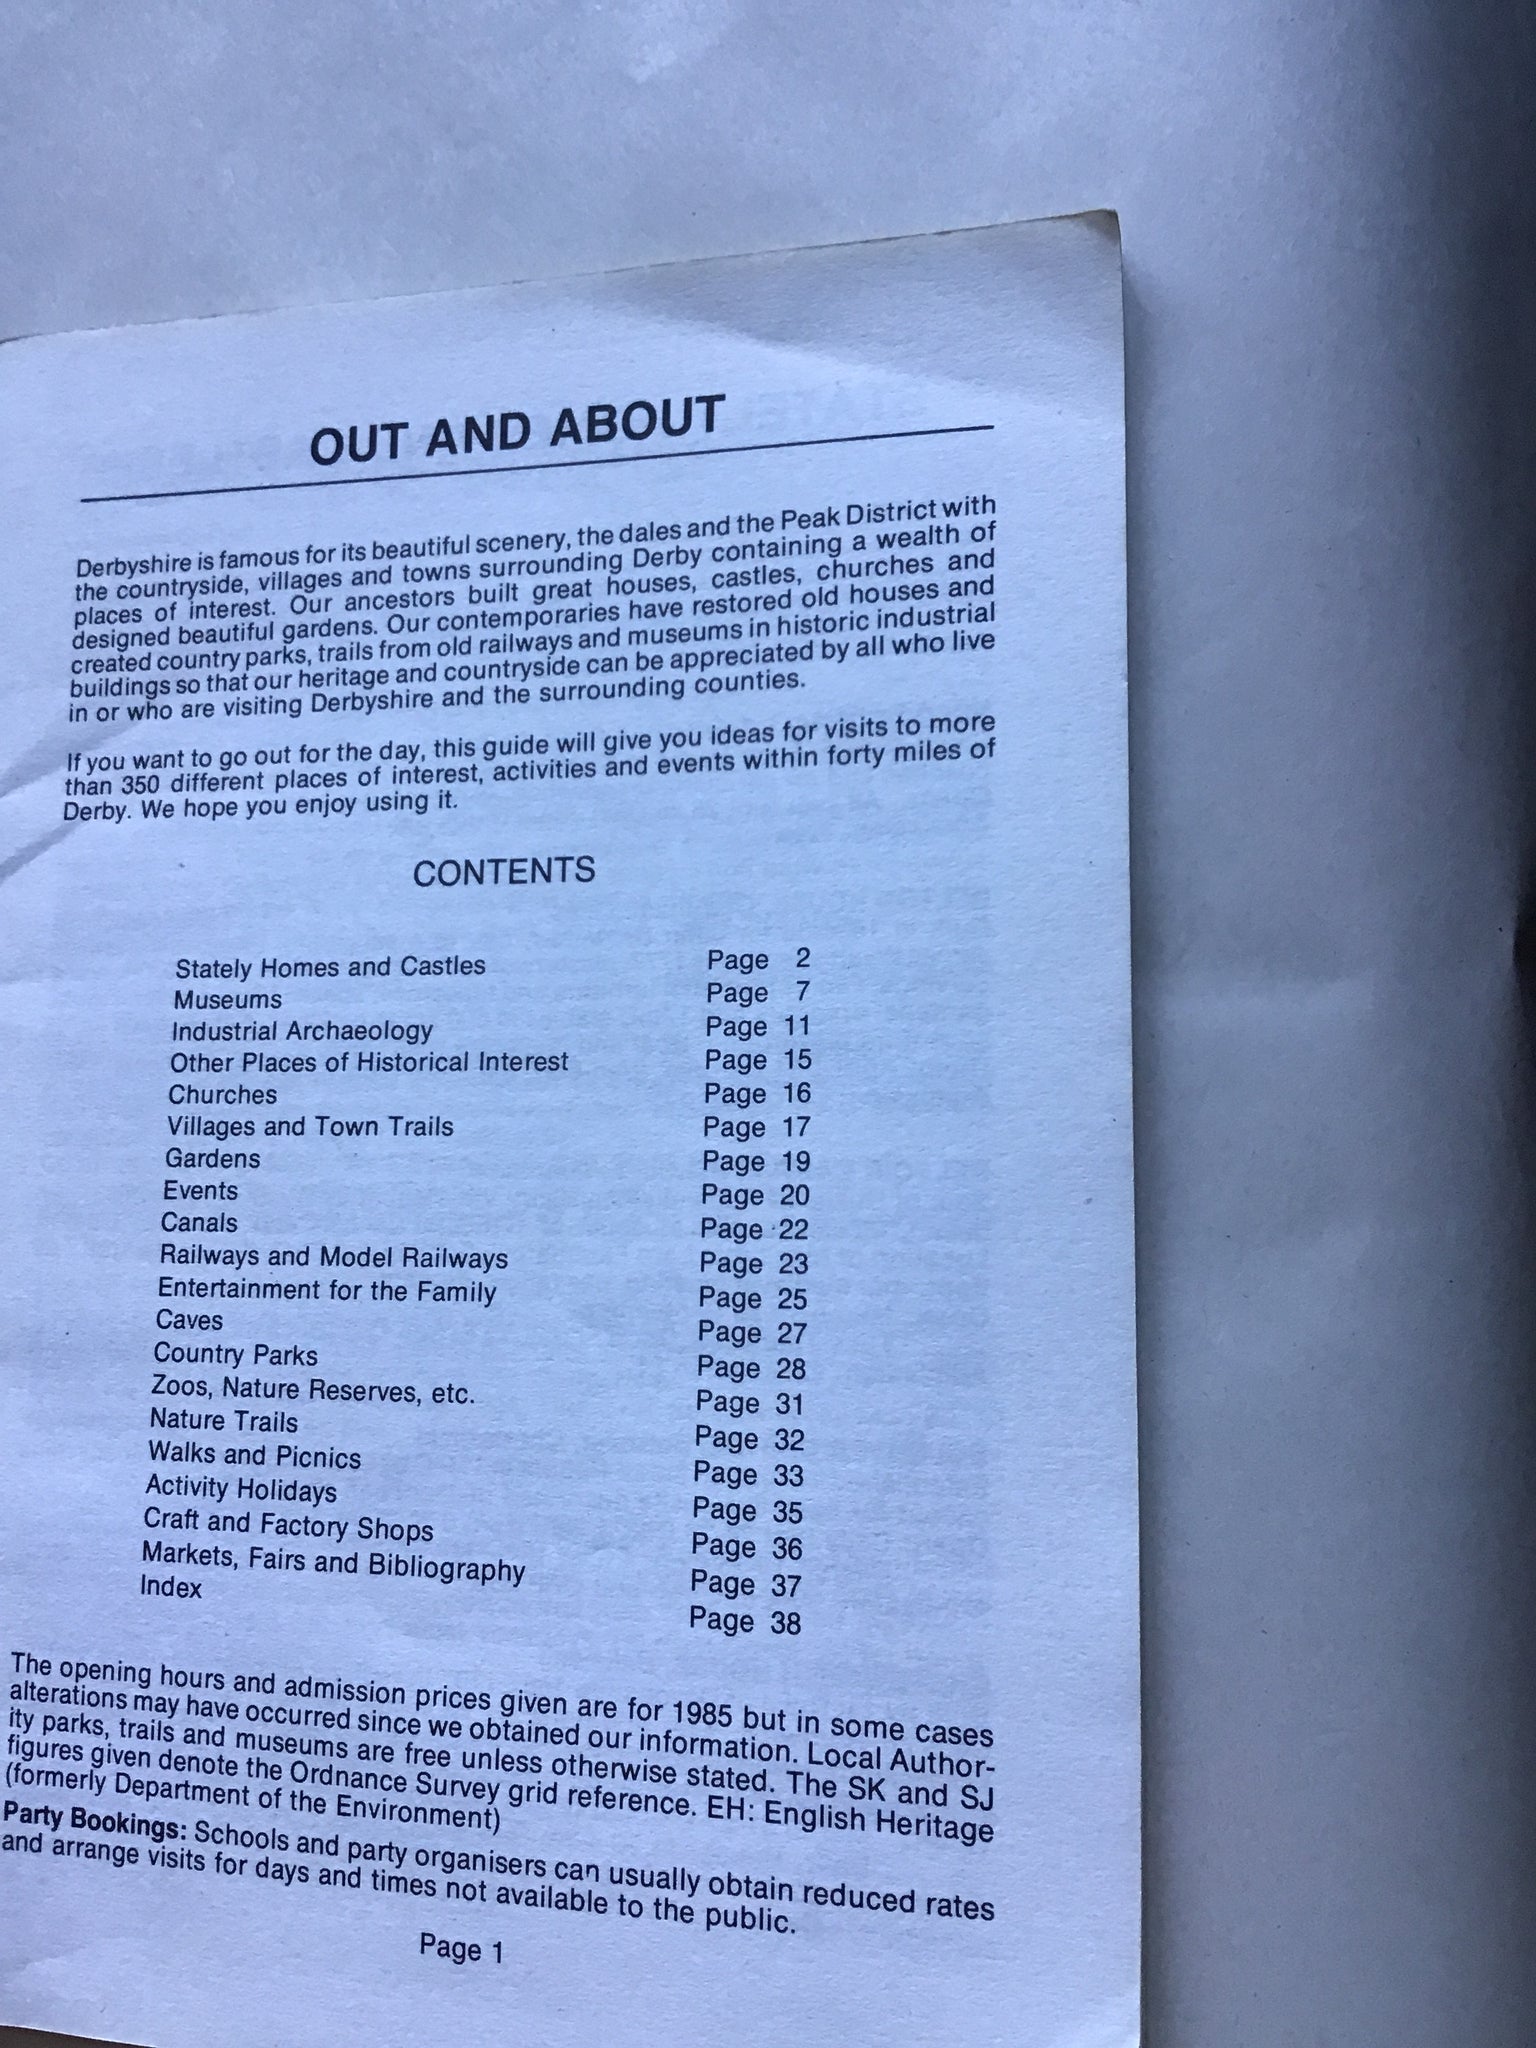 OUT AND ABOUT
Derbyshire is famous for its beautiful scenery, the dales and the Peak District with
the countryside, villages and towns surrounding Derby containing a wealth of
places of interest. Our ancestors built great houses, castles, churches and
designed beautiful gardens. Our contemporaries have restored old houses and
created country parks, trails from old railways and museums in historic industrial
buildings so that our heritage and countryside can be appreciated by all who live
in or who are visiting Derbyshire and the surrounding counties.
If you want to go out for the day, this guide will give you ideas for visits to more
than 350 different places of interest, activities and events within forty miles of
Derby. We hope you enjoy using it.
CONTENTS
Stately Homes and Castles Page 2
Museums Page 7
Industrial Archaeology Page 11
Other Places of Historical Interest Page 15
Churches Page 16
Villages and Town Trails Page 17
Gardens Page 19
Events Page 20
Canals Page 22
Railways and Model Railways Page 23
Entertainment for the Family Page 25
Caves Page 27
Country Parks Page 28
Zoos, Nature Reserves, etc. Page 31
Nature Trails Page 32
Walks and Picnics Page 33
Activity Holidays Page 35
Craft and Factory Shops Page 36
Markets, Fairs and Bibliography Page 37
Index Page 38
The opening hours and admission prices given are for 1985 but in some cases
alterations may have occurred since we obtained our information. Local Author-
ity parks, trails and museums are free unless otherwise stated. The SK and SJ
figures given denote the Ordnance Survey grid reference. EH: English Heritage
(formerly Department of the Environment)
Party Bookings: Schools and party organisers can usually obtain reduced rates
and arrange visits for days and times not available to the public.
Page 1